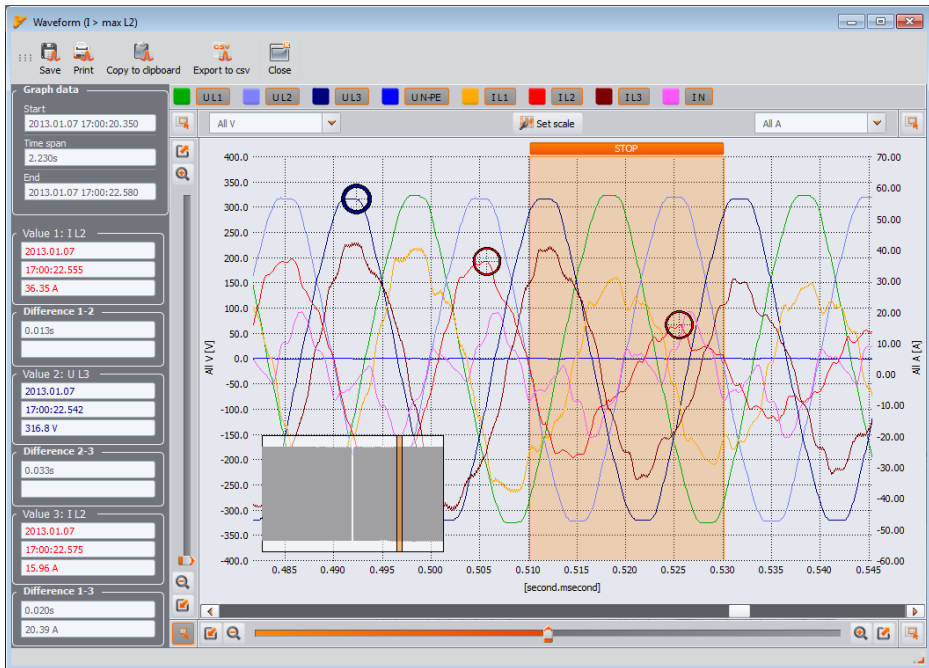 Waveform (I > max L2)
CSV
Save Print Copy to clipboard Export to csv Close
Graph data
Start
2013.01.07 17:00:20.350
Time span
2.230s
End
2013.01.07 17:00:22.580
Value 1: I L2
2013.01.07
17:00:22.555
36.35 A
Difference 1-2
0.013s
Value 2: U L3
2013.01.07
17:00:22.542
316.8 V
Difference 2-3
0.033s
Value 3: I L2
2013.01.07
17:00:22.575
15.96 A
Difference 1-3
0.020s
20.39 A
U L1 U L2 U L3 U N-PE I L1 I L2 I L3 I N
All V Set scale All A
STOP
400.0
350.0
300.0
250.0
200.0
150.0
100.0
50.0
0.0
-50.0
-100.0
-150.0
-200.0
-250.0
-300.0
-350.0
-400.0
All V [V]
70.00
60.00
50.00
40.00
30.00
20.00
10.00
0.00
-10.00
-20.00
-30.00
-40.00
-50.00
-60.00
All A [A]
0.485 0.490 0.495 0.500 0.505 0.510 0.515 0.520 0.525 0.530 0.535 0.540 0.545
[second.msecond]